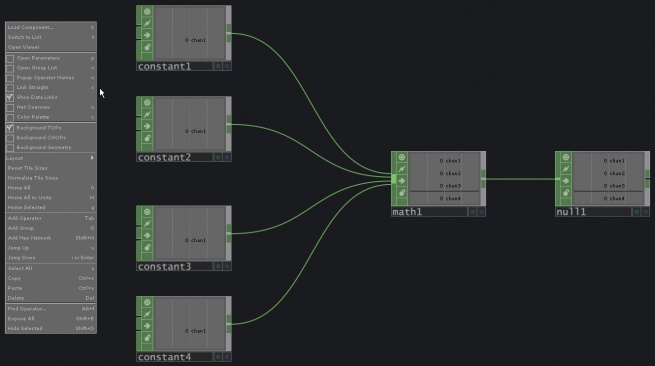 Load Component...
Switch to List t
Open Viewer
Open Parameters p
Open Group List n
Popup Operator Names n
Link Straight s
Show Data Links x
Net Overview o
Color Palette c
Background TOPs
Background CHOPs
Background Geometry
Layout
Reset Tile Sizes
Normalize Tile Sizes
Home All h
Home All to Unity H
Home Selected g
Add Operator Tab
Add Group G
Add New Network Shift+N
Jump Up u
Jump Down i or Enter
Select All a
Copy Ctrl+c
Paste Ctrl+v
Delete Del
Find Operator... Alt+f
Expose All Shift+E
Hide Selected Shift+O
0 chan1
constant1
0 chan1
constant2
0 chan1
constant3
0 chan1
constant4
0 chan1
0 chan2
0 chan3
0 chan4
math1
0 chan1
0 chan2
0 chan3
0 chan4
null1